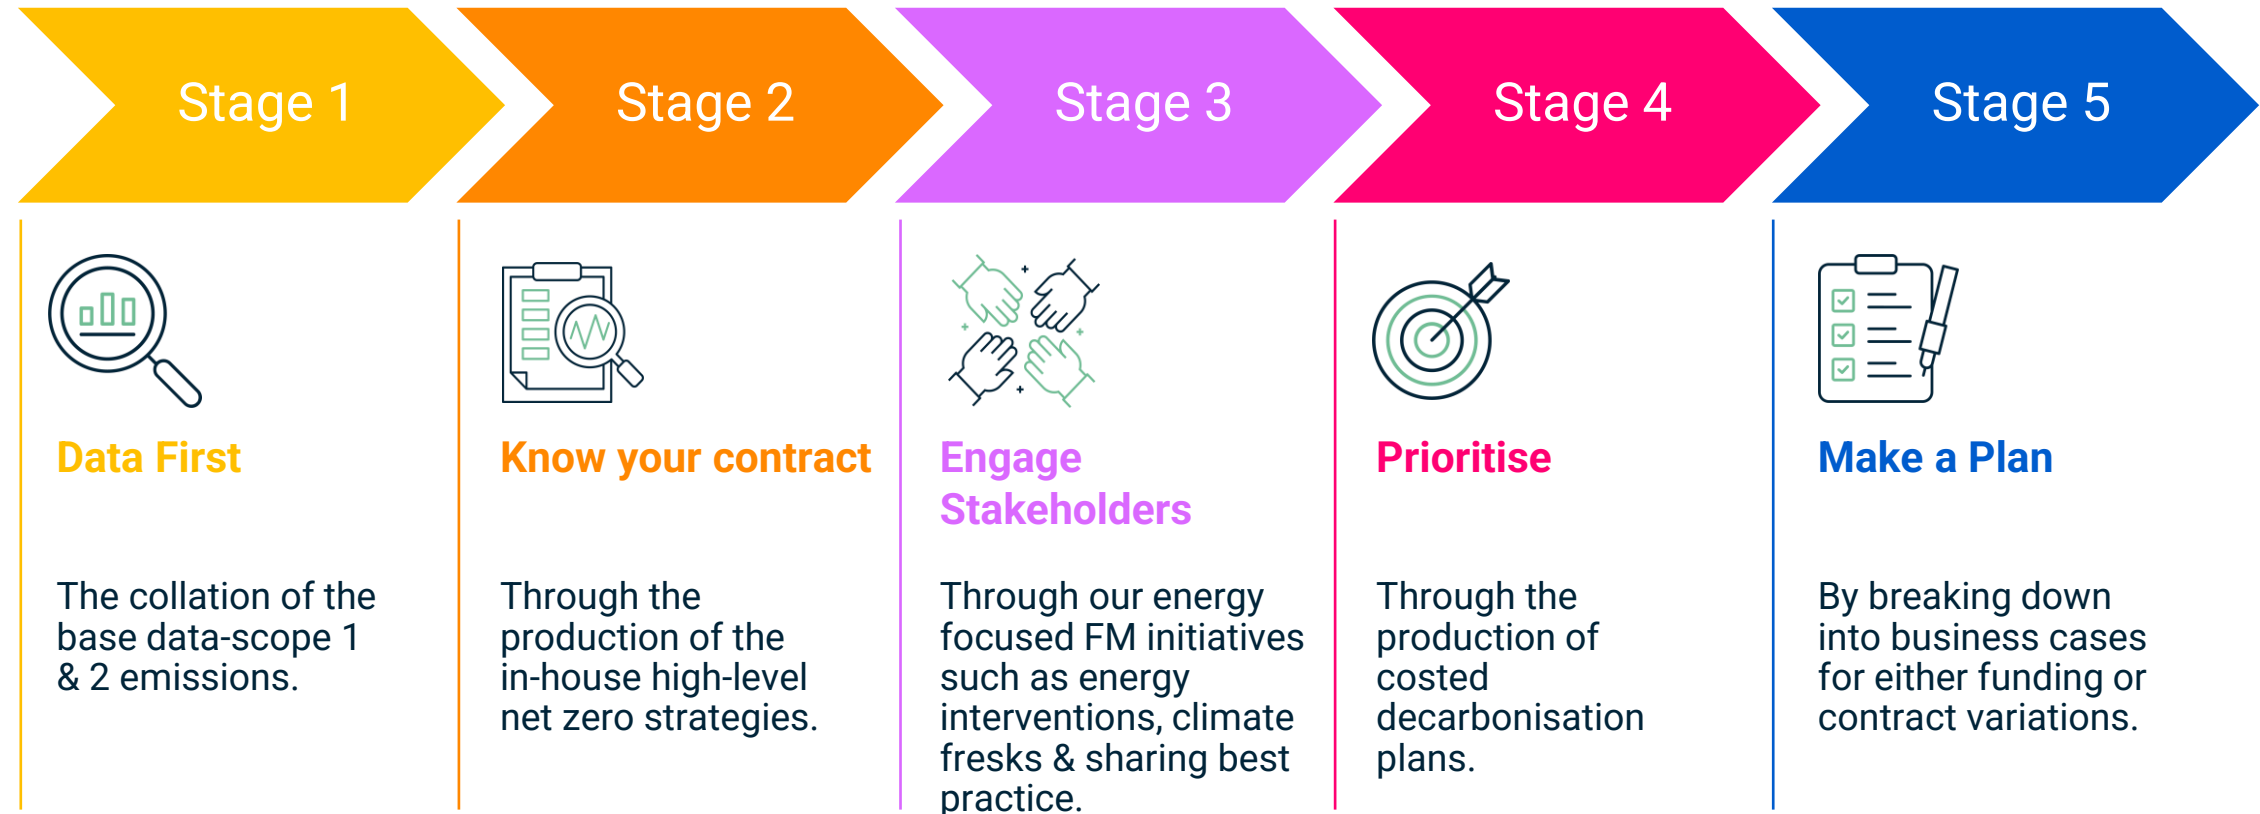 Stage 1
Stage 2
Stage 3
Stage 4
Stage 5
Data First
The collation of the
base data-scope 1
& 2 emissions.
Know your contract
Through the
production of the
in-house high-level
net zero strategies.
Engage
Stakeholders
Through our energy
focused FM initiatives
such as energy
interventions, climate
fresks & sharing best
practice.
Prioritise
Through the
production of
costed
decarbonisation
plans.
Make a Plan
By breaking down
into business cases
for either funding or
contract variations.